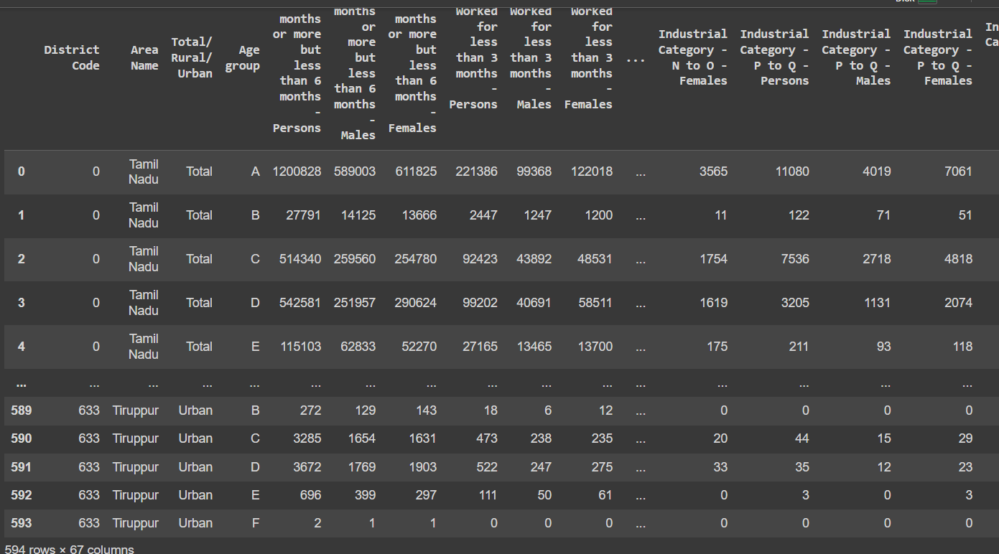 Disk
District Code
Area Name
Total/ Rural/ Urban
Age group
months or more but less than 6 months - Persons
months or more but less than 6 months - Males
months or more but less than 6 months - Females
Worked for less than 3 months - Persons
Worked for less than 3 months - Males
Worked for less than 3 months - Females
...
Industrial Category - N to O - Females
Industrial Category - P to Q - Persons
Industrial Category - P to Q - Males
Industrial Category - P to Q - Females
In
Ca
0 0 Tamil Nadu Total A 1200828 589003 611825 221386 99368 122018 ... 3565 11080 4019 7061
1 0 Tamil Nadu Total B 27791 14125 13666 2447 1247 1200 ... 11 122 71 51
2 0 Tamil Nadu Total C 514340 259560 254780 92423 43892 48531 ... 1754 7536 2718 4818
3 0 Tamil Nadu Total D 542581 251957 290624 99202 40691 58511 ... 1619 3205 1131 2074
4 0 Tamil Nadu Total E 115103 62833 52270 27165 13465 13700 ... 175 211 93 118
... ... ... ... ... ... ... ... ... ... ... ... ... ... ... ...
589 633 Tiruppur Urban B 272 129 143 18 6 12 ... 0 0 0 0
590 633 Tiruppur Urban C 3285 1654 1631 473 238 235 ... 20 44 15 29
591 633 Tiruppur Urban D 3672 1769 1903 522 247 275 ... 33 35 12 23
592 633 Tiruppur Urban E 696 399 297 111 50 61 ... 0 3 0 3
593 633 Tiruppur Urban F 2 1 1 0 0 0 ... 0 0 0 0
594 rows × 67 columns